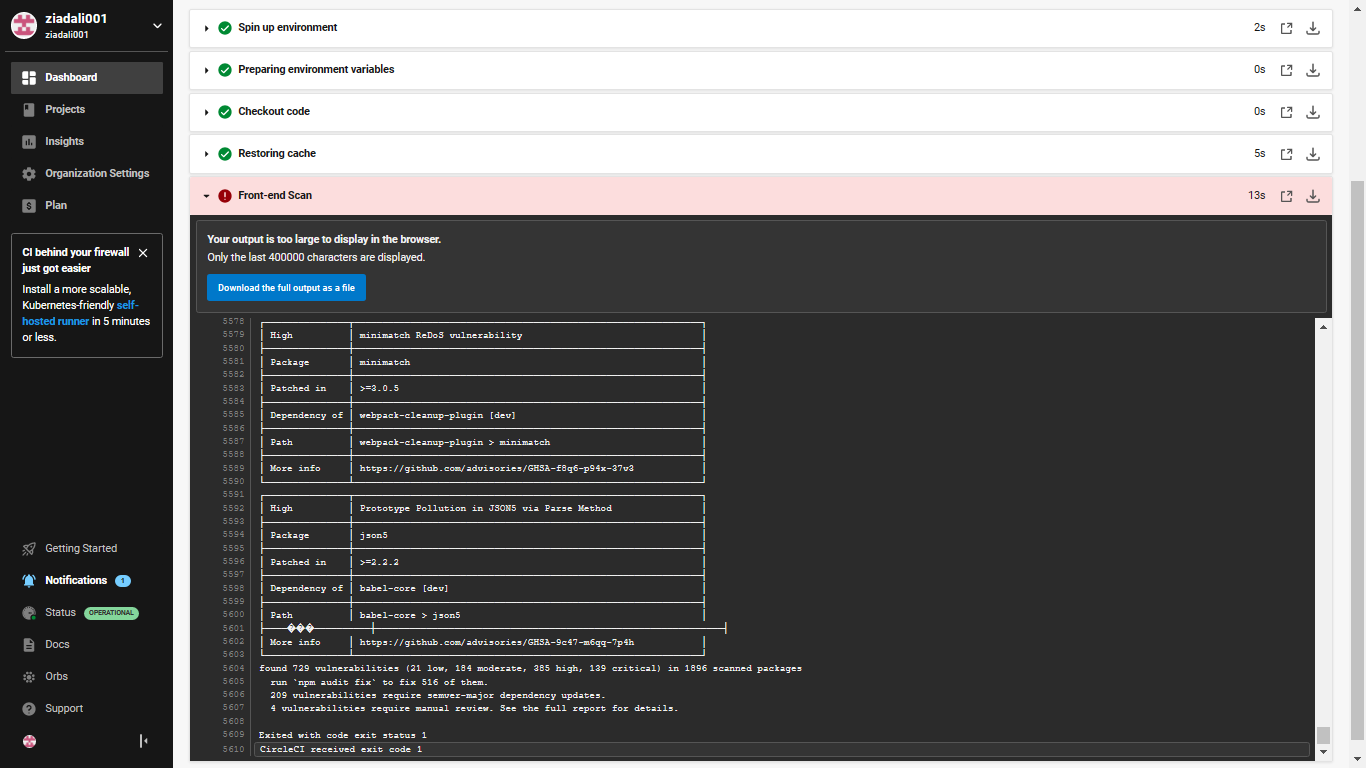 ziadali001
ziadali001
Dashboard
Projects
Insights
Organization Settings
Plan
CI behind your firewall
just got easier
Install a more scalable,
Kubernetes-friendly self-
hosted runner in 5 minutes
or less.
Getting Started
Notifications 1
Status OPERATIONAL
Docs
Orbs
Support
Spin up environment 2s
Preparing environment variables 0s
Checkout code 0s
Restoring cache 5s
Front-end Scan 13s
Your output is too large to display in the browser.
Only the last 400000 characters are displayed.
Download the full output as a file
5578
5579 High minimatch ReDoS vulnerability
5580
5581 Package minimatch
5582
5583 Patched in >=3.0.5
5584
5585 Dependency of webpack-cleanup-plugin [dev]
5586
5587 Path webpack-cleanup-plugin > minimatch
5588
5589 More info https://github.com/advisories/GHSA-f8q6-p94x-37v3
5590
5591
5592 High Prototype Pollution in JSON5 via Parse Method
5593
5594 Package json5
5595
5596 Patched in >=2.2.2
5597
5598 Dependency of babel-core [dev]
5599
5600 Path babel-core > json5
5601 ���
5602 More info https://github.com/advisories/GHSA-9c47-m6qq-7p4h
5603
5604 found 729 vulnerabilities (21 low, 184 moderate, 385 high, 139 critical) in 1896 scanned packages
5605 run `npm audit fix` to fix 516 of them.
5606 209 vulnerabilities require semver-major dependency updates.
5607 4 vulnerabilities require manual review. See the full report for details.
5608
5609 Exited with code exit status 1
5610 CircleCI received exit code 1